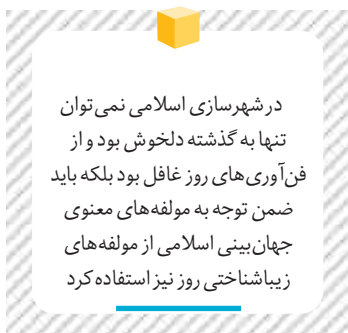 در شهرسازی اسلامی نمی‌توان
تنها به گذشته دلخوش بود و از
فن‌آوری‌های روز غافل بود بلکه باید
ضمن توجه به مولفه‌های معنوی
جهان‌بینی اسلامی از مولفه‌های
زیباشناختی روز نیز استفاده کرد